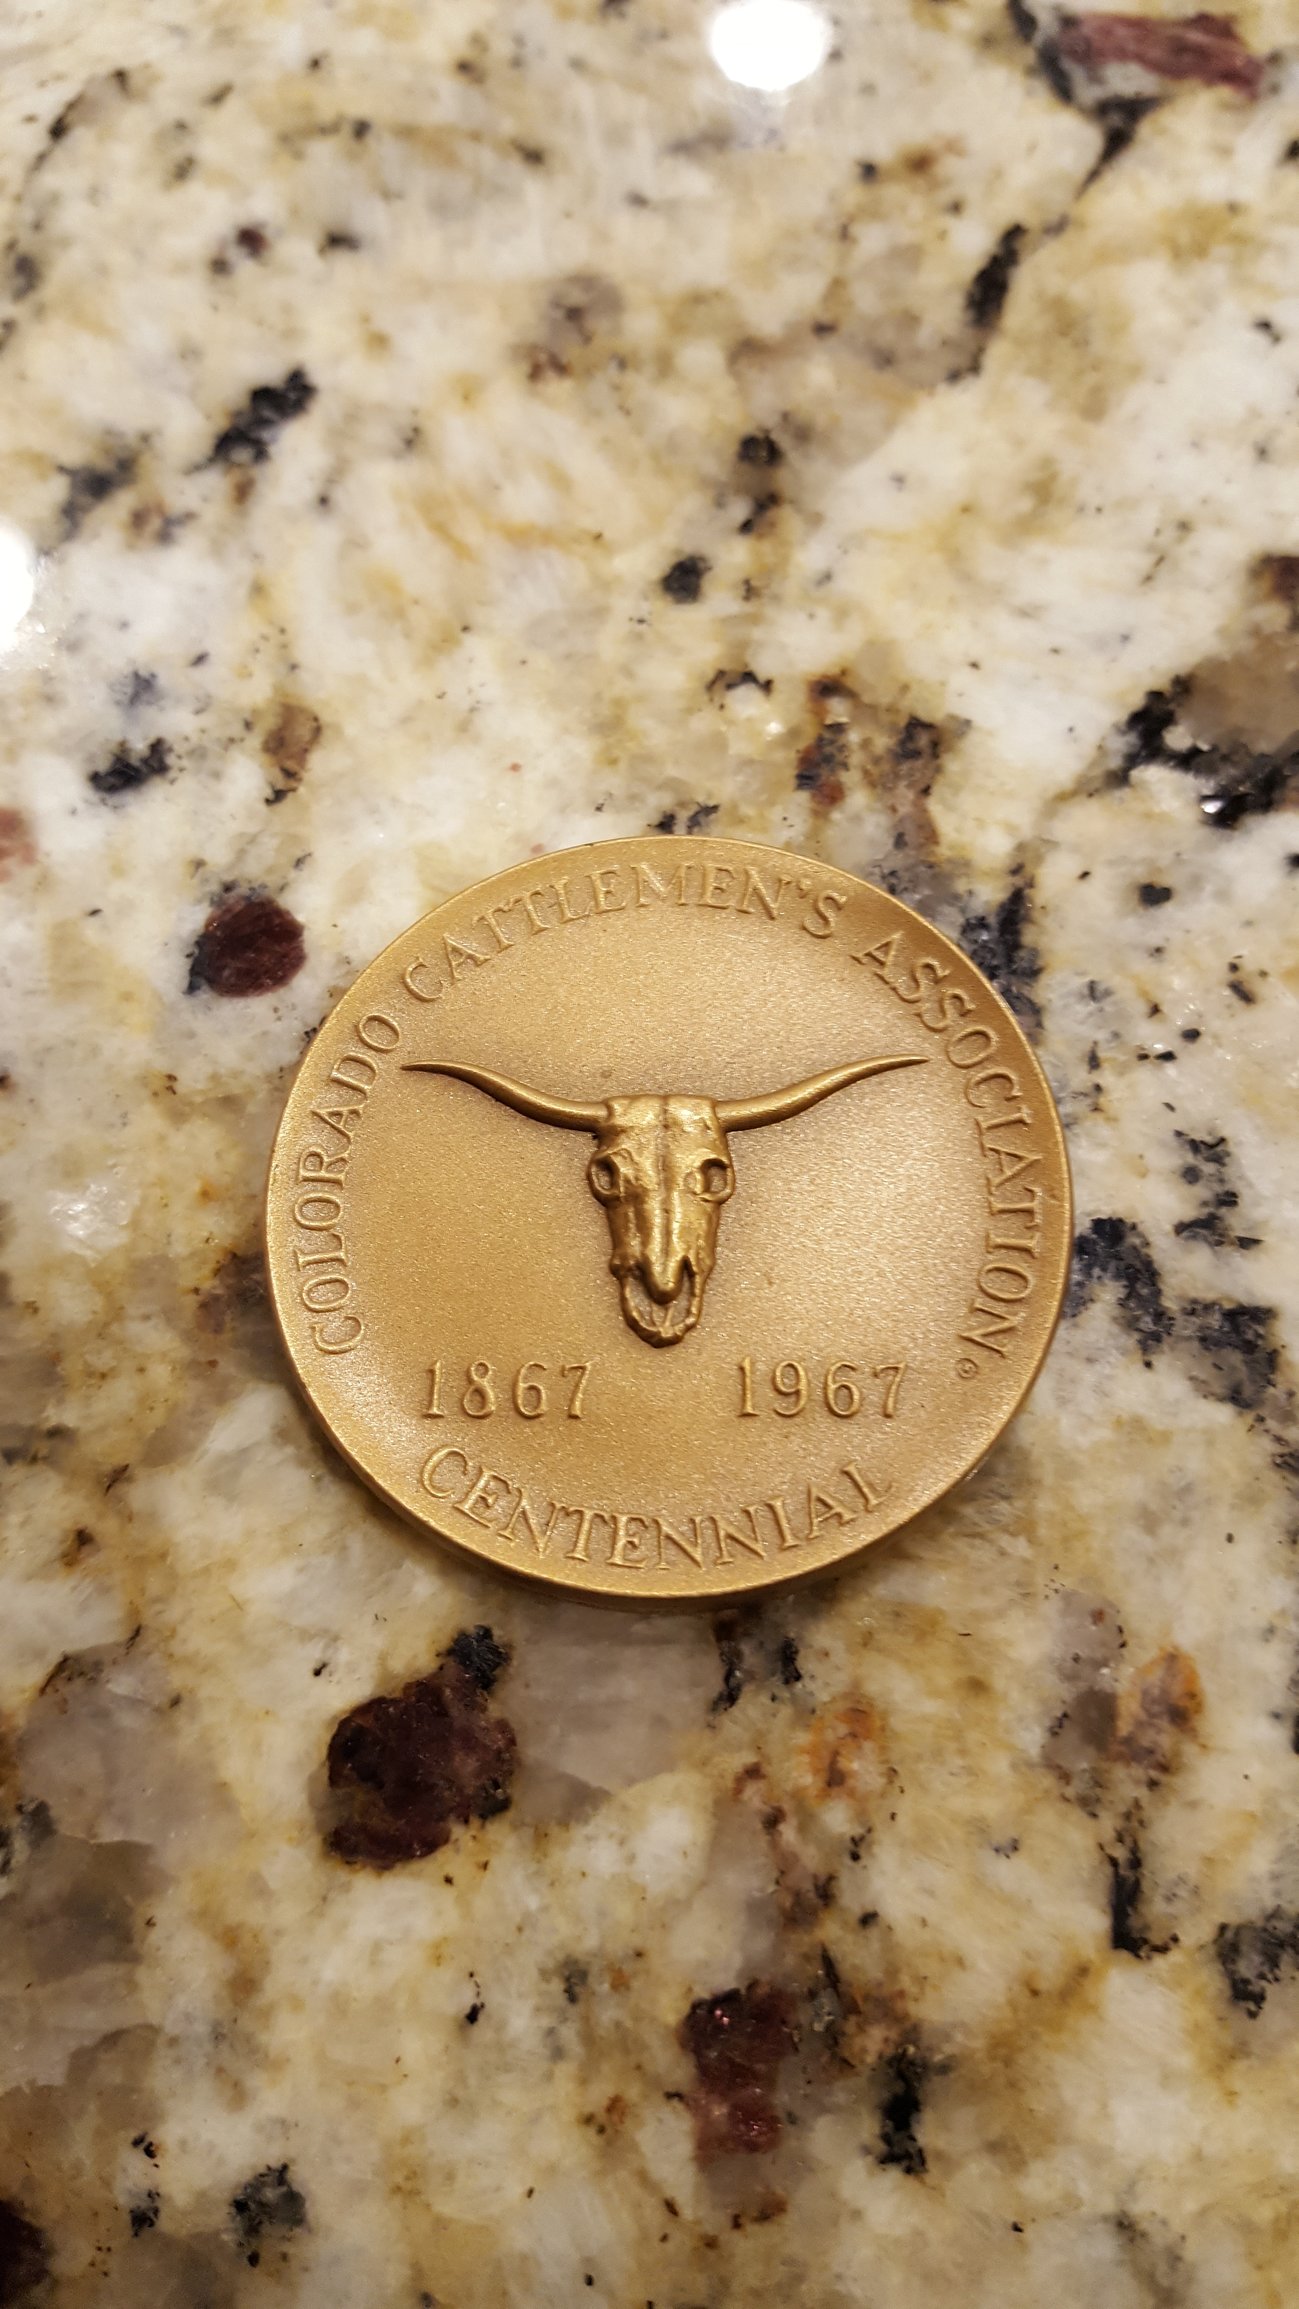 COLORADO CATTLEMEN'S ASSOCIATION ©
1867 1967
CENTENNIAL